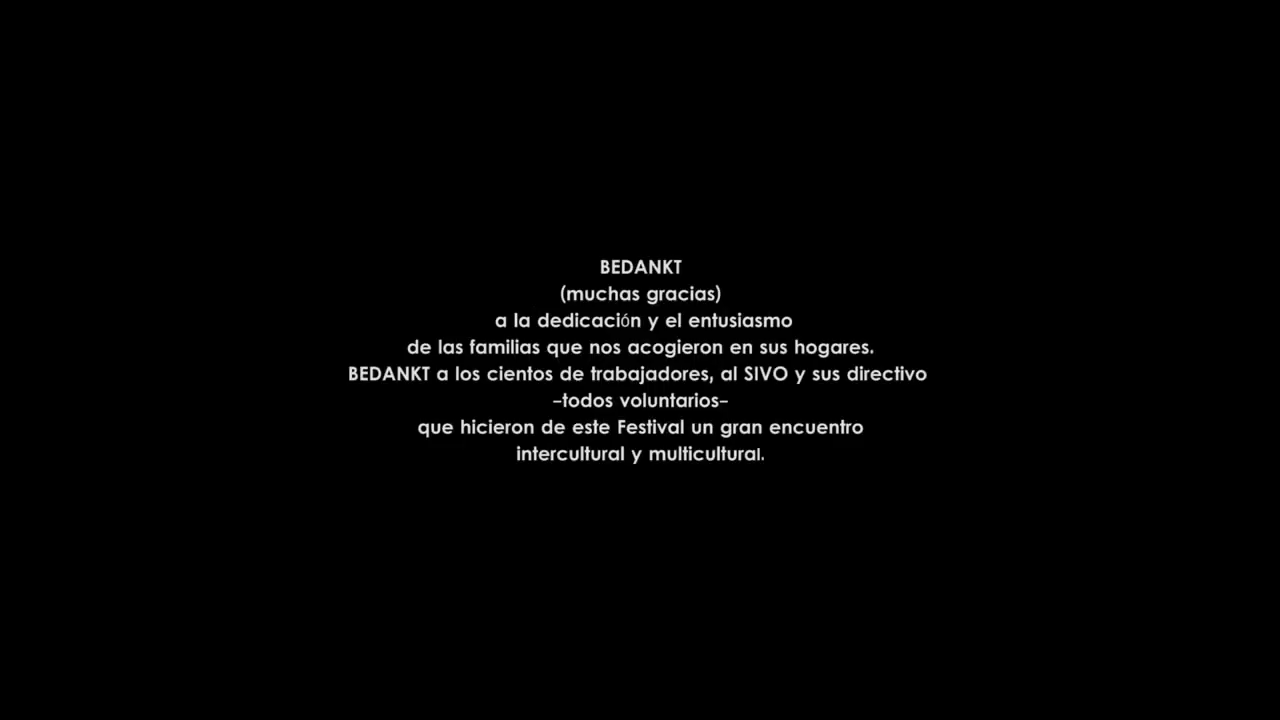 BEDANKT
(muchas gracias)
a la dedicación y el entusiasmo
de las familias que nos acogieron en sus hogares.
BEDANKT a los cientos de trabajadores, al SIVO y sus directivo
-todos voluntarios-
que hicieron de este Festival un gran encuentro
intercultural y multicultural.